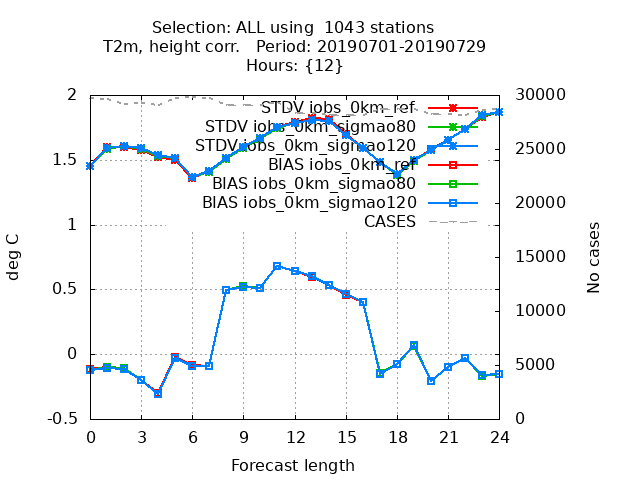 Selection: ALL using  1043 stations
T2m, height corr.   Period: 20190701-20190729
Hours: {12}
2
1.5
1
0.5
0
-0.5
deg C
30000
25000
20000
15000
10000
5000
0
No cases
STDV iobs_0km_ref
STDV iobs_0km_sigmao80
STDV iobs_0km_sigmao120
BIAS iobs_0km_ref
BIAS iobs_0km_sigmao80
BIAS iobs_0km_sigmao120
CASES
0 3 6 9 12 15 18 21 24
Forecast length